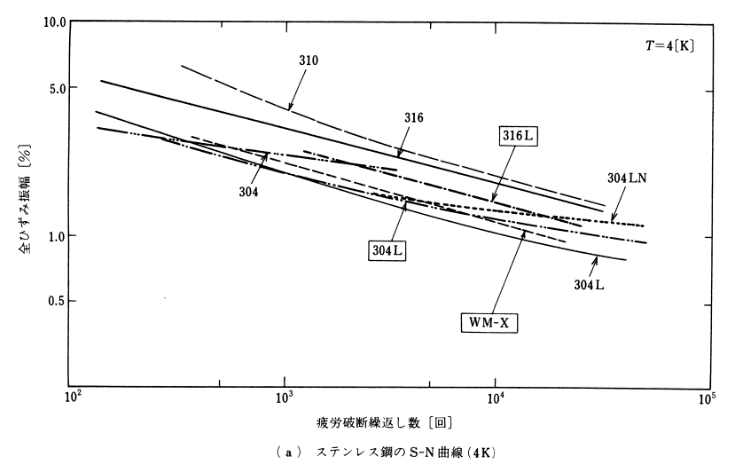 10.0
T=4[K]
310
5.0
316
316L
304LN
304
全ひずみ振幅 [%]
1.0
304L
304L
0.5
WM-X
10² 10³ 10⁴ 10⁵
疲労破断繰返し数 [回]
(a) ステンレス鋼のS-N曲線(4K)